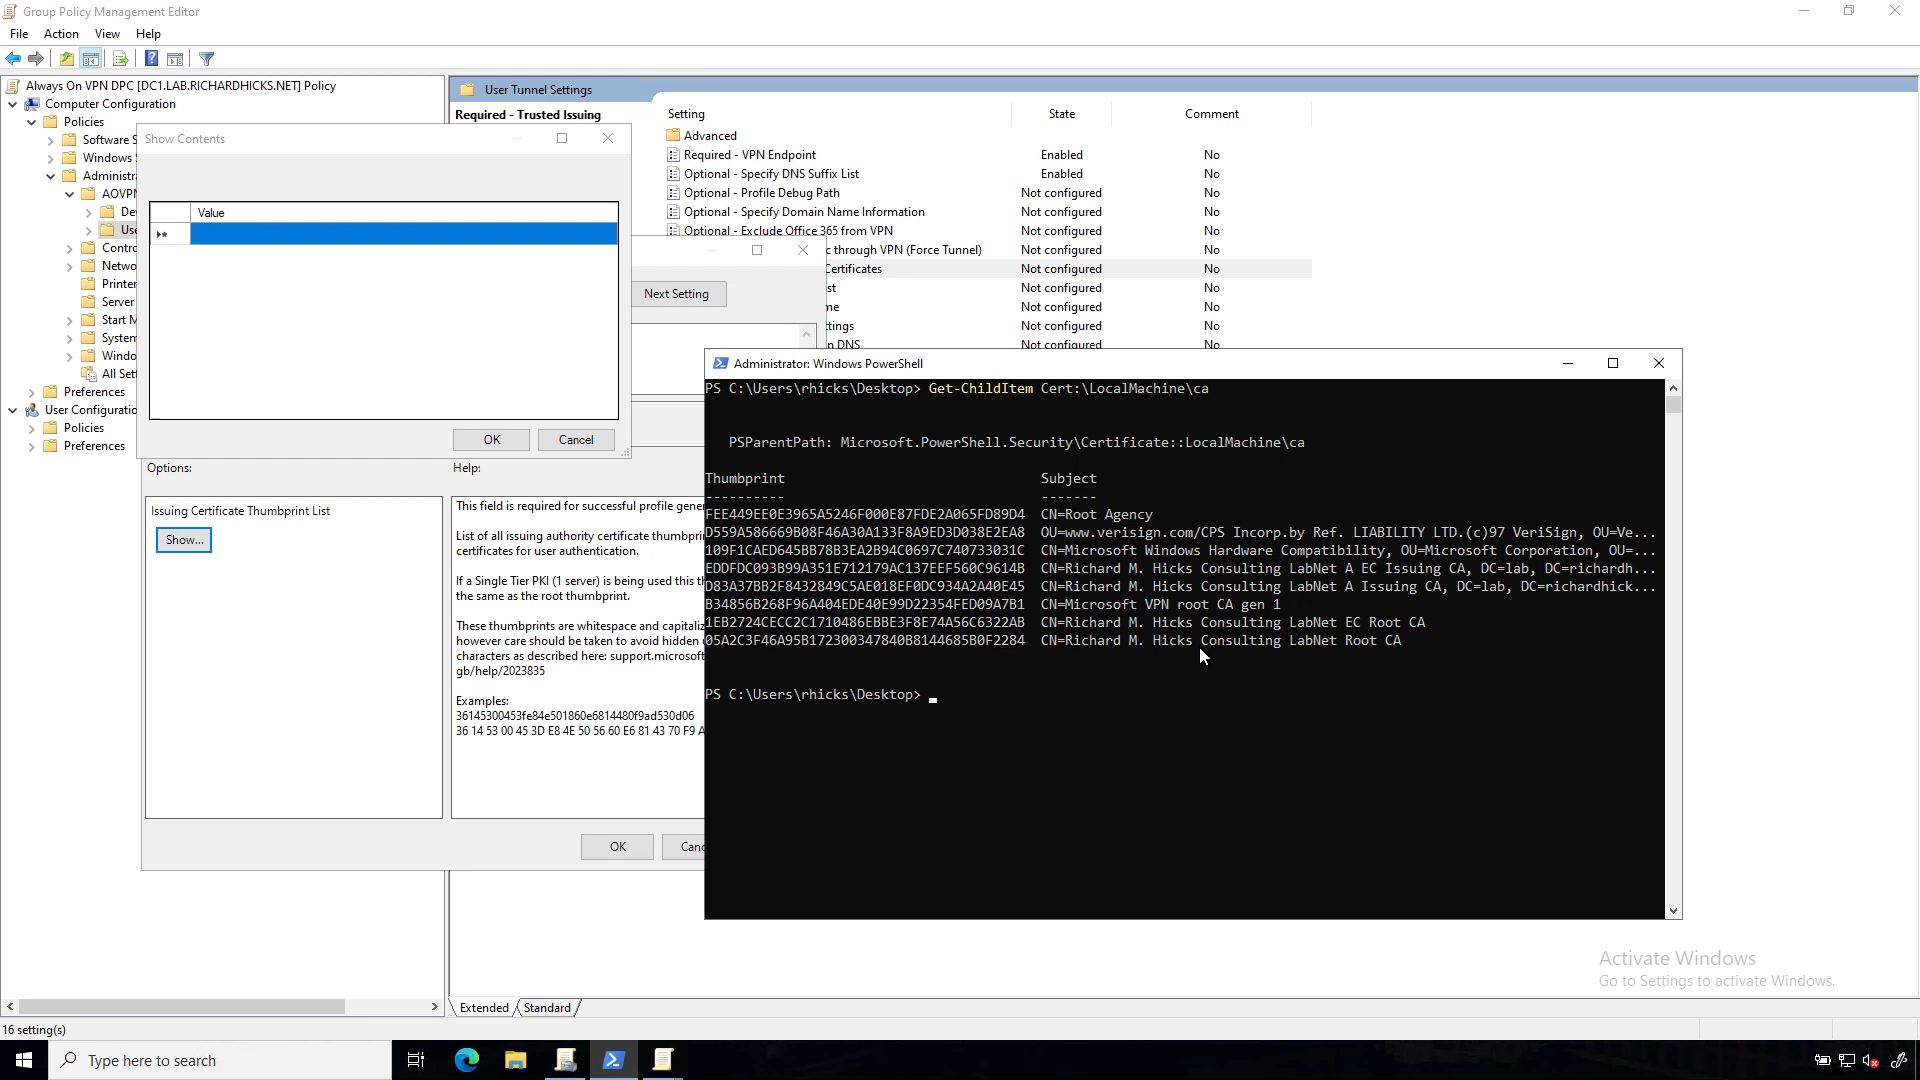 Group Policy Management Editor
File Action View Help
Always On VPN DPC [DC1.LAB.RICHARDHICKS.NET] Policy
Computer Configuration
Policies
Software S
Windows
Administra
AOVPN
De
Use
Contro
Netwo
Printer
Server
Start M
System
Windo
All Set
Preferences
User Configuratio
Policies
Preferences
User Tunnel Settings
Required - Trusted Issuing
Setting State Comment
Advanced
Required - VPN Endpoint Enabled No
Optional - Specify DNS Suffix List Enabled No
Optional - Profile Debug Path Not configured No
Optional - Specify Domain Name Information Not configured No
Optional - Exclude Office 365 from VPN Not configured No
c through VPN (Force Tunnel) Not configured No
Certificates Not configured No
st Not configured No
me Not configured No
ttings Not configured No
n DNS Not configured No
Show Contents
Value
OK Cancel
Next Setting
Options: Help:
Issuing Certificate Thumbprint List
Show...
This field is required for successful profile gener
List of all issuing authority certificate thumbprin
certificates for user authentication.
If a Single Tier PKI (1 server) is being used this th
the same as the root thumbprint.
These thumbprints are whitespace and capitaliz
however care should be taken to avoid hidden
characters as described here: support.microsoft
gb/help/2023835
Examples:
36145300453fe84e501860e6814480f9ad530d06
36 14 53 00 45 3D E8 4E 50 56 60 E6 81 43 70 F9 A
OK Canc
Administrator: Windows PowerShell
PS C:\Users\rhicks\Desktop> Get-ChildItem Cert:\LocalMachine\ca
PSParentPath: Microsoft.PowerShell.Security\Certificate::LocalMachine\ca
Thumbprint Subject
---------- -------
FEE449EE0E3965A5246F000E87FDE2A065FD89D4 CN=Root Agency
D559A586669B08F46A30A133F8A9ED3D038E2EA8 OU=www.verisign.com/CPS Incorp.by Ref. LIABILITY LTD.(c)97 VeriSign, OU=Ve...
109F1CAED645BB78B3EA2B94C0697C740733031C CN=Microsoft Windows Hardware Compatibility, OU=Microsoft Corporation, OU=...
EDDFDC093B99A351E712179AC137EEF560C9614B CN=Richard M. Hicks Consulting LabNet A EC Issuing CA, DC=lab, DC=richardh...
D83A37BB2F8432849C5AE018EF0DC934A2A40E45 CN=Richard M. Hicks Consulting LabNet A Issuing CA, DC=lab, DC=richardhick...
B34856B268F96A404EDE40E99D22354FED09A7B1 CN=Microsoft VPN root CA gen 1
1EB2724CECC2C1710486EBBE3F8E74A56C6322AB CN=Richard M. Hicks Consulting LabNet EC Root CA
05A2C3F46A95B172300347840B8144685B0F2284 CN=Richard M. Hicks Consulting LabNet Root CA
PS C:\Users\rhicks\Desktop>
Activate Windows
Go to Settings to activate Windows.
Extended Standard
16 setting(s)
Type here to search